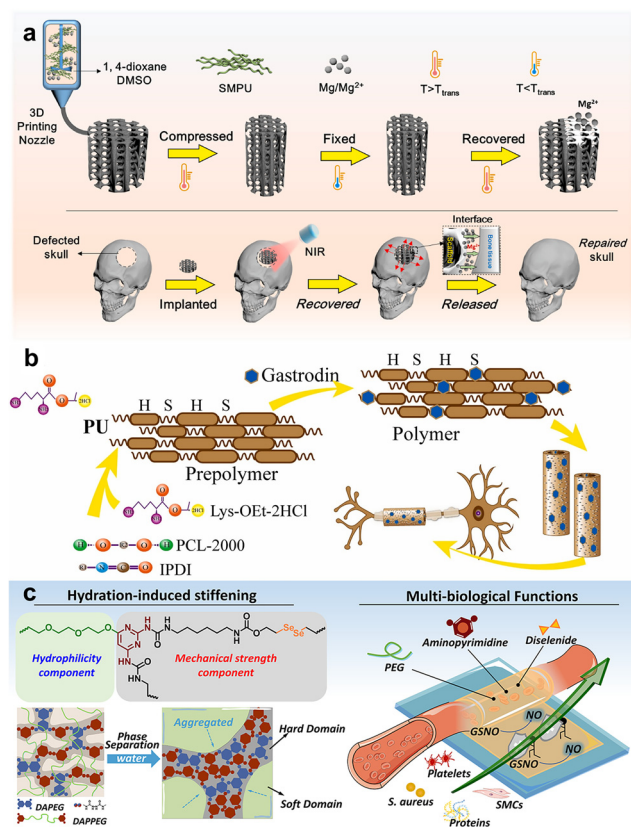 a
1, 4-dioxane
DMSO
3D
Printing
Nozzle
SMPU
Mg/Mg2+
T>Ttrans
T<Ttrans
Compressed
Fixed
Recovered
Mg2+
Defected
skull
Implanted
NIR
Recovered
Interface
Scaffold
Mg2+
Bone tissue
Released
Repaired
skull
b
Gastrodin
H S H S
H S H S
PU
Prepolymer
Polymer
2HCl
Lys-OEt-2HCl
PCL-2000
IPDI
c
Hydration-induced stiffening
Hydrophilicity
component
Mechanical strength
component
Phase
Separation
water
Aggregated
Hard Domain
Soft Domain
DAPEG
DAPPEG
Multi-biological Functions
Aminopyrimidine
Diselenide
PEG
GSNO
NO
GSNO
NO
Platelets
S. aureus
Proteins
SMCs